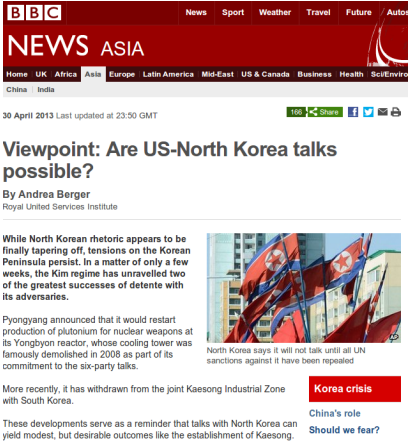 BBC News Sport Weather Travel Future Autos
NEWS ASIA
Home UK Africa Asia Europe Latin America Mid-East US & Canada Business Health Sci/Enviro
China India
30 April 2013 Last updated at 23:50 GMT
166 Share
Viewpoint: Are US-North Korea talks
possible?
By Andrea Berger
Royal United Services Institute
While North Korean rhetoric appears to be
finally tapering off, tensions on the Korean
Peninsula persist. In a matter of only a few
weeks, the Kim regime has unravelled two
of the greatest successes of detente with
its adversaries.
Pyongyang announced that it would restart
production of plutonium for nuclear weapons at
its Yongbyon reactor, whose cooling tower was
famously demolished in 2008 as part of its
commitment to the six-party talks.
More recently, it has withdrawn from the joint Kaesong Industrial Zone
with South Korea.
These developments serve as a reminder that talks with North Korea can
yield modest, but desirable outcomes like the establishment of Kaesong.
AP
North Korea says it will not talk until all UN
sanctions against it have been repealed
Korea crisis
China's role
Should we fear?